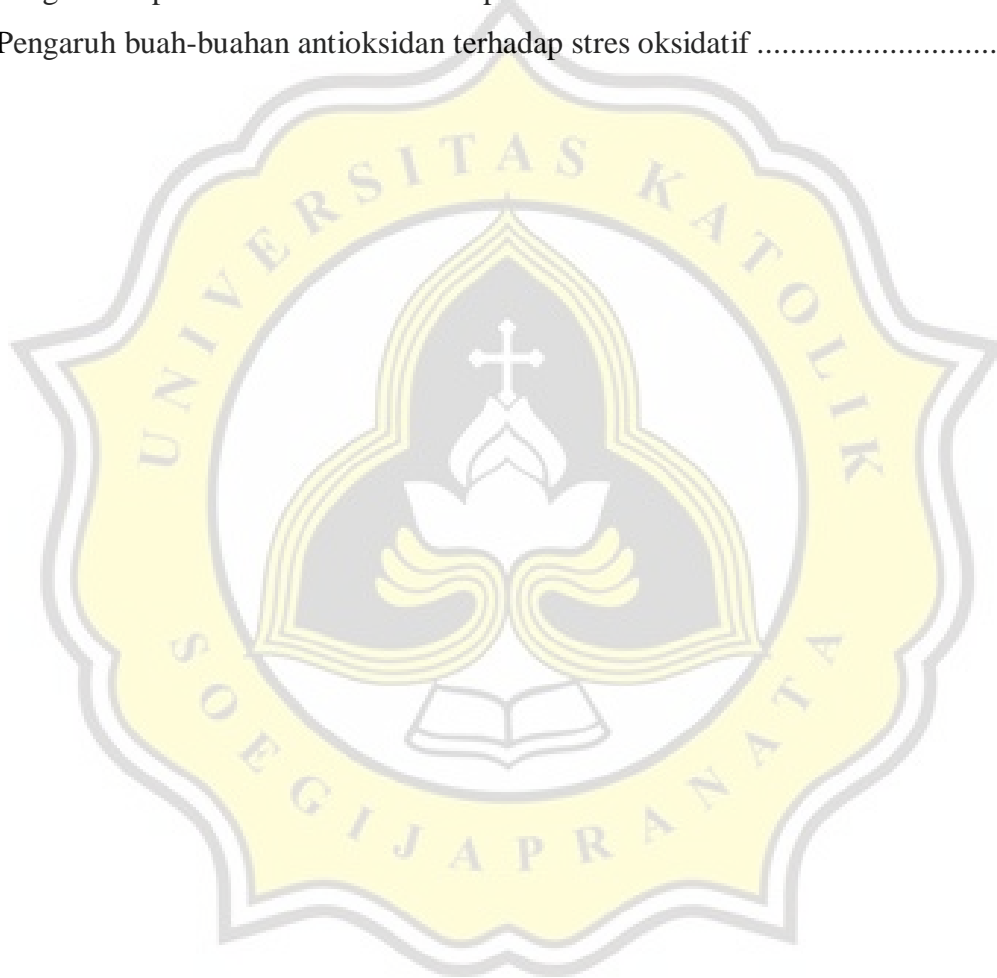 Pengaruh buah-buahan antioksidan terhadap stres oksidatif ............................
UNIVERSITAS KATOLIK
SOEGIJAPRANATA